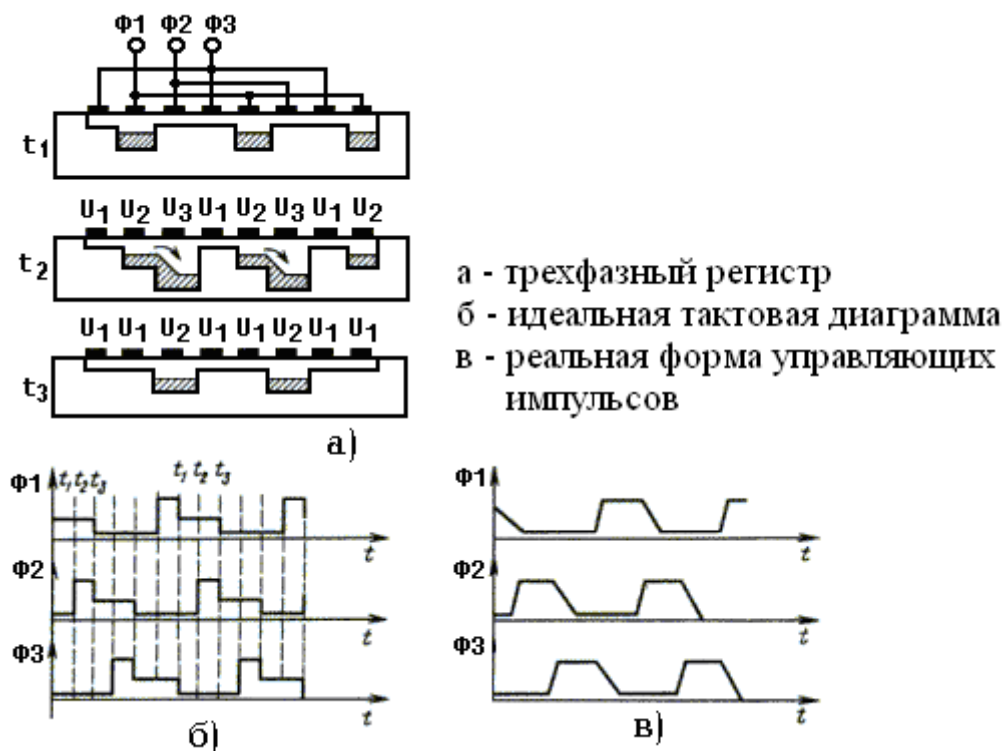 Ф1 Ф2 Ф3
t1
U1 U2 U3 U1 U2 U3 U1 U2
t2
U1 U1 U2 U1 U1 U2 U1 U1
t3
а)
а - трехфазный регистр
б - идеальная тактовая диаграмма
в - реальная форма управляющих
импульсов
Ф1
t1 t2 t3 t1 t2 t3
t
Ф2
t
Ф3
t
б)
Ф1
t
Ф2
t
Ф3
t
в)